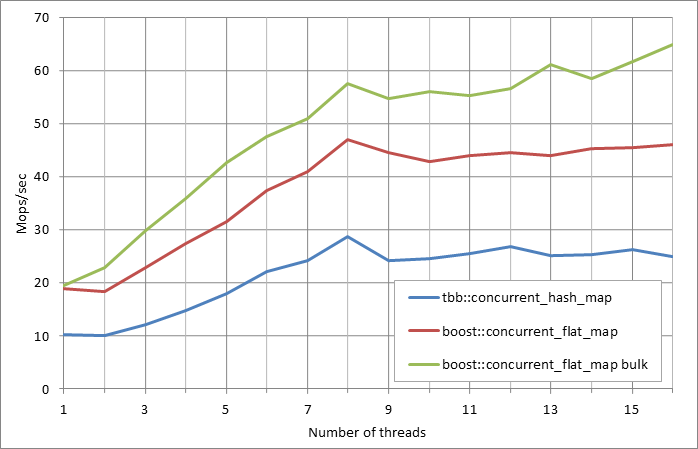 70
60
50
40
30
20
10
0
Mops/sec
tbb::concurrent_hash_map
boost::concurrent_flat_map
boost::concurrent_flat_map bulk
1 3 5 7 9 11 13 15
Number of threads